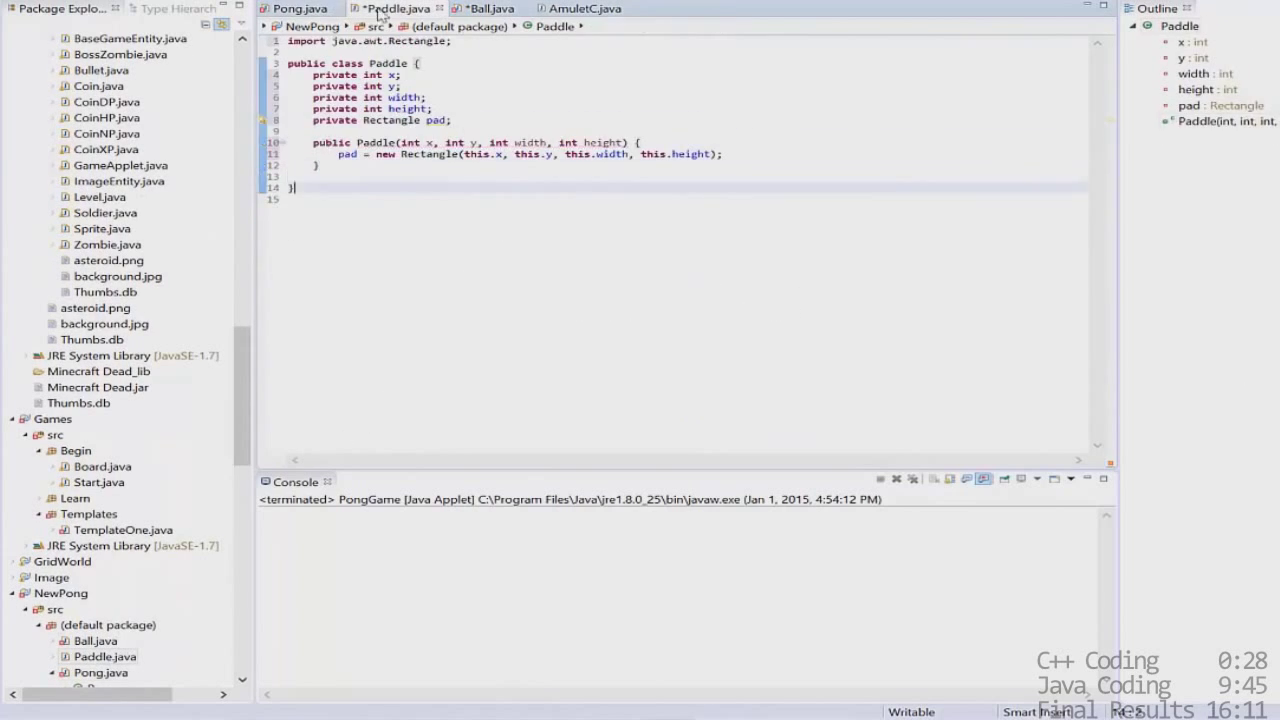 Package Explo...
Type Hierarch
BaseGameEntity.java
BossZombie.java
Bullet.java
Coin.java
CoinDP.java
CoinHP.java
CoinNP.java
CoinXP.java
GameApplet.java
ImageEntity.java
Level.java
Soldier.java
Sprite.java
Zombie.java
asteroid.png
background.jpg
Thumbs.db
asteroid.png
background.jpg
Thumbs.db
JRE System Library [JavaSE-1.7]
Minecraft Dead_lib
Minecraft Dead.jar
Thumbs.db
Games
src
Begin
Board.java
Start.java
Learn
Templates
TemplateOne.java
JRE System Library [JavaSE-1.7]
GridWorld
Image
NewPong
src
(default package)
Ball.java
Paddle.java
Pong.java
Pong.java *Paddle.java *Ball.java AmuletC.java
NewPong src (default package) Paddle
1 import java.awt.Rectangle;
2
3 public class Paddle {
4 private int x;
5 private int y;
6 private int width;
7 private int height;
8 private Rectangle pad;
9
10 public Paddle(int x, int y, int width, int height) {
11 pad = new Rectangle(this.x, this.y, this.width, this.height);
12 }
13
14 }
15
Console
<terminated> PongGame [Java Applet] C:\Program Files\Java\jre1.8.0_25\bin\javaw.exe (Jan 1, 2015, 4:54:12 PM)
Outline
Paddle
x : int
y : int
width : int
height : int
pad : Rectangle
Paddle(int, int, int,
C++ Coding 0:28
Java Coding 9:45
Final Results 16:11
Writable Smart Insert